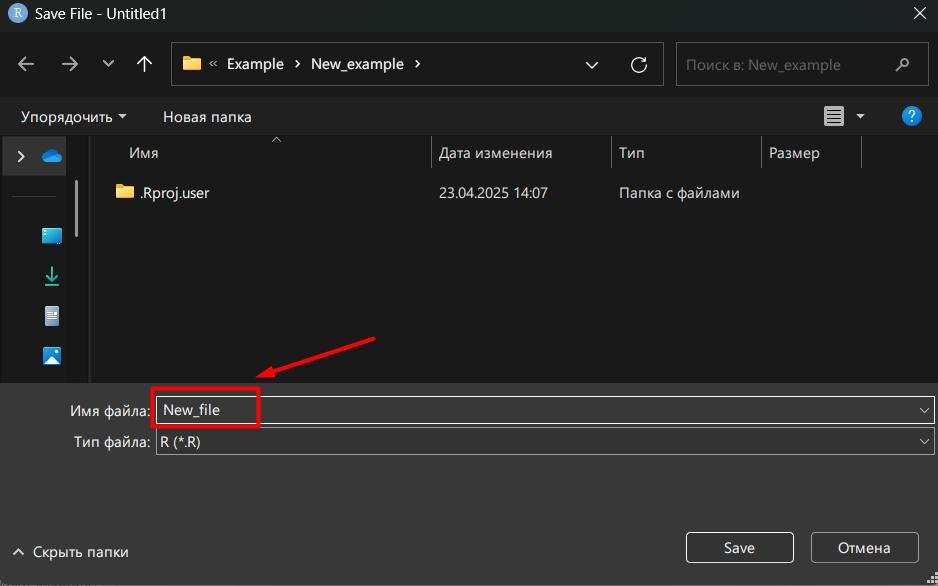 R Save File - Untitled1
« Example > New_example >
Поиск в: New_example
Упорядочить Новая папка ?
Имя Дата изменения Тип Размер
.Rproj.user 23.04.2025 14:07 Папка с файлами
Имя файла: New_file
Тип файла: R (*.R)
Скрыть папки Save Отмена